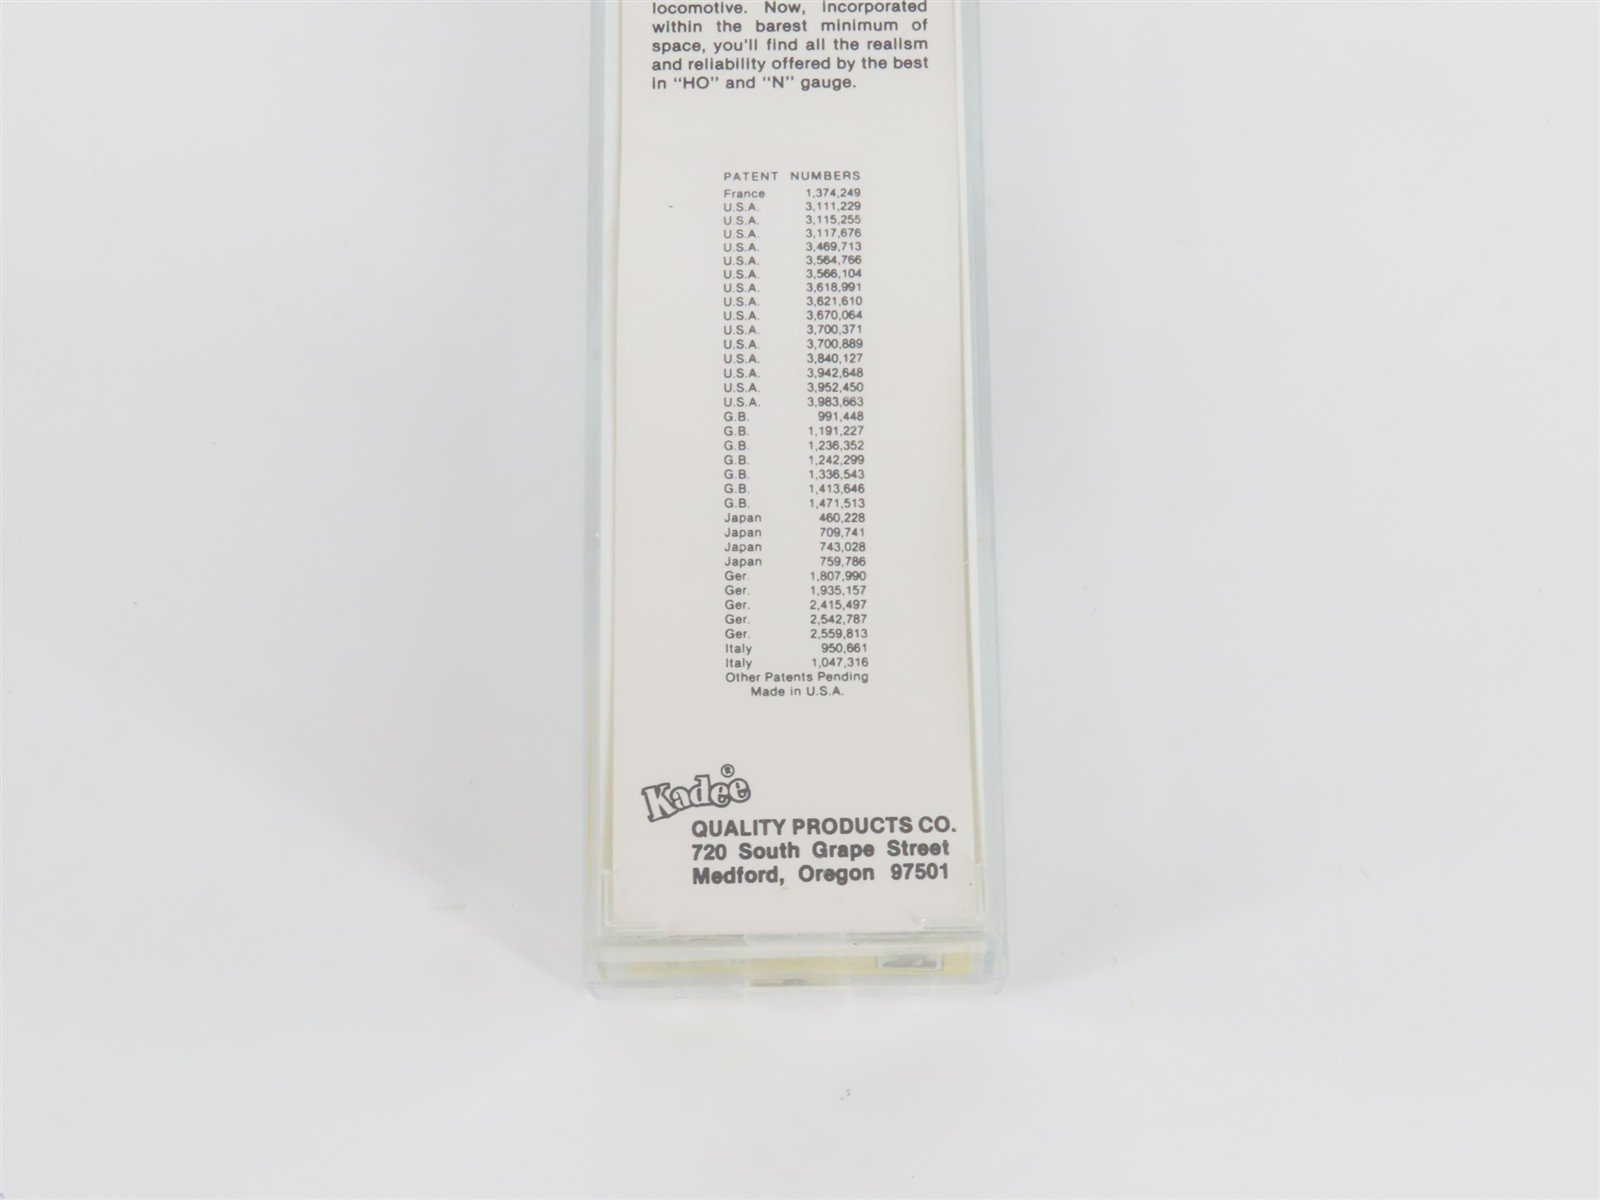 locomotive. Now, incorporated
within the barest minimum of
space, you'll find all the realism
and reliability offered by the best
in "HO" and "N" gauge.
PATENT NUMBERS
France 1,374,249
U.S.A. 3,111,229
U.S.A. 3,115,255
U.S.A. 3,117,676
U.S.A. 3,469,713
U.S.A. 3,564,766
U.S.A. 3,566,104
U.S.A. 3,618,991
U.S.A. 3,621,610
U.S.A. 3,670,064
U.S.A. 3,700,371
U.S.A. 3,700,889
U.S.A. 3,840,127
U.S.A. 3,942,648
U.S.A. 3,952,450
U.S.A. 3,983,663
G.B. 991,448
G.B. 1,191,227
G.B. 1,236,352
G.B. 1,242,299
G.B. 1,336,543
G.B. 1,413,646
G.B. 1,471,513
Japan 460,228
Japan 709,741
Japan 743,028
Japan 759,786
Ger. 1,807,990
Ger. 1,935,157
Ger. 2,415,497
Ger. 2,542,787
Ger. 2,559,813
Italy 950,661
Italy 1,047,316
Other Patents Pending
Made in U.S.A.
Kadee®
QUALITY PRODUCTS CO.
720 South Grape Street
Medford, Oregon 97501